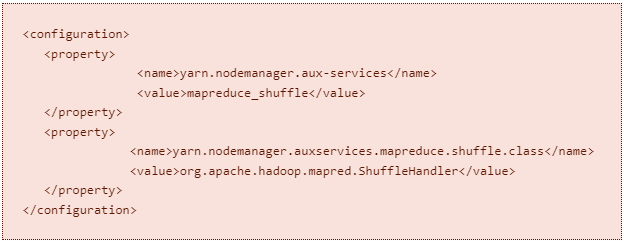 <configuration>
<property>
<name>yarn.nodemanager.aux-services</name>
<value>mapreduce_shuffle</value>
</property>
<property>
<name>yarn.nodemanager.auxservices.mapreduce.shuffle.class</name>
<value>org.apache.hadoop.mapred.ShuffleHandler</value>
</property>
</configuration>